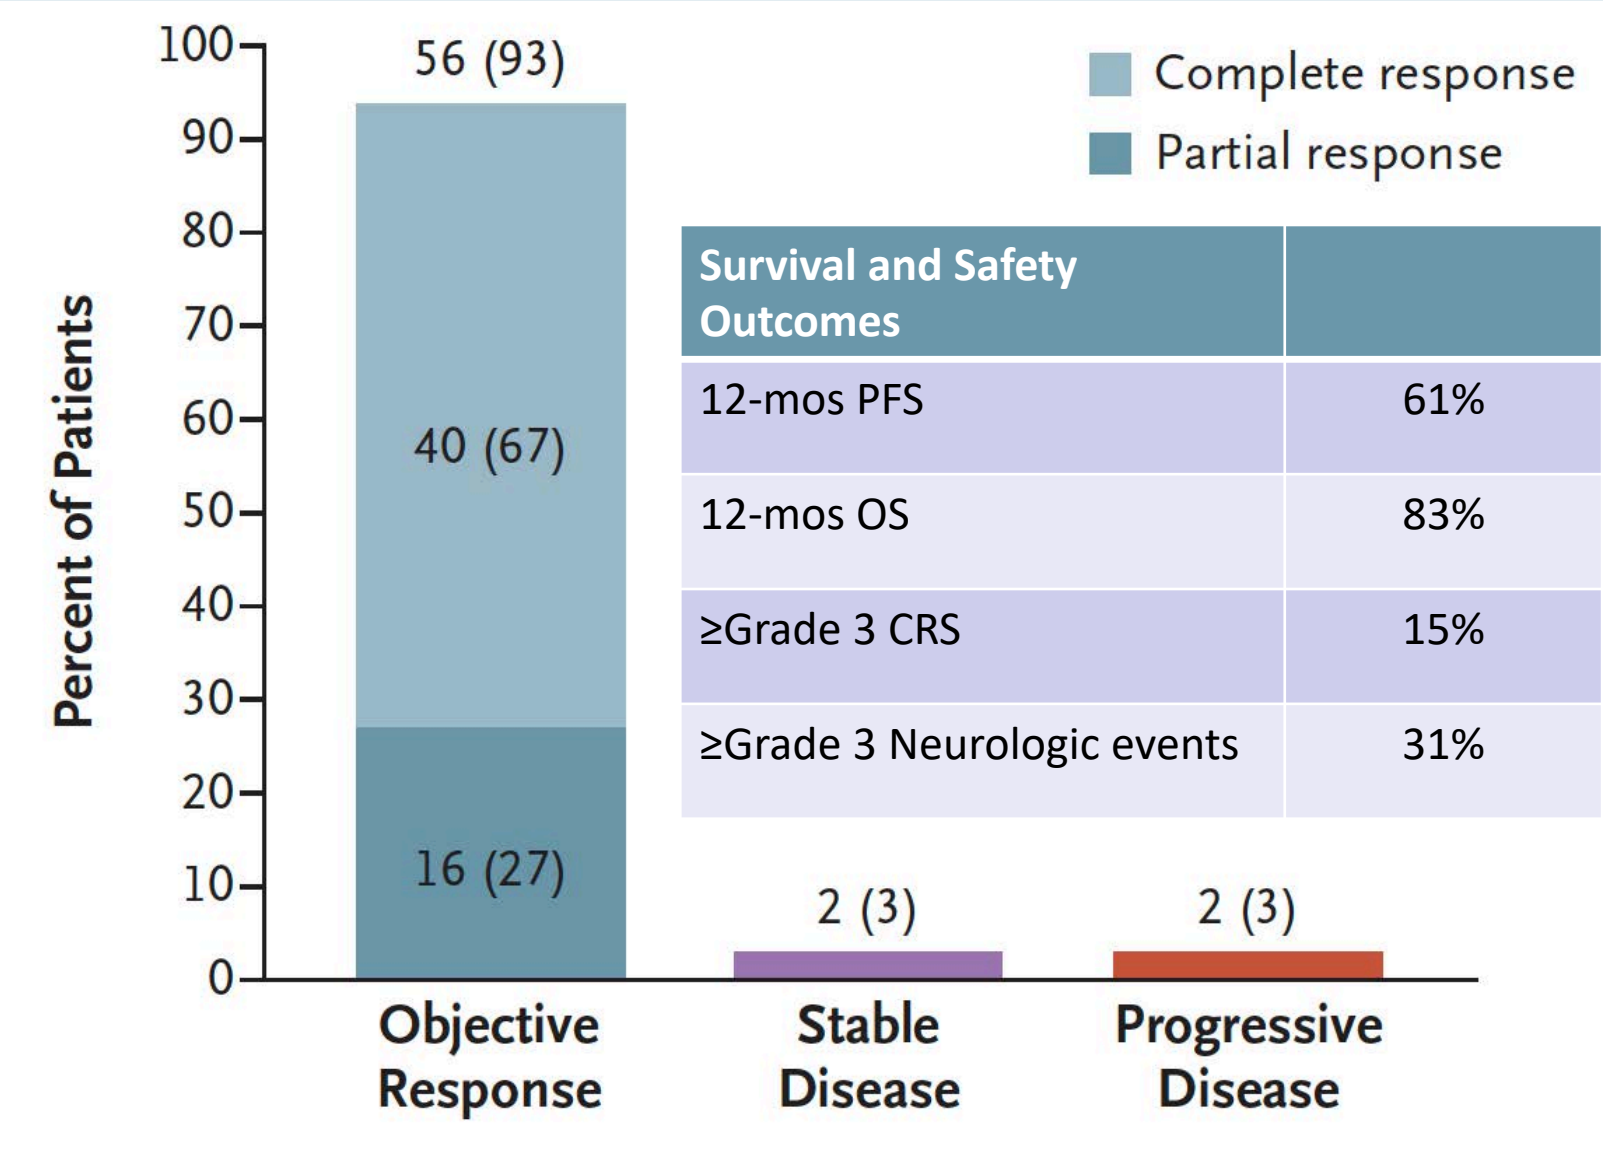 100
90
80
70
60
50
40
30
20
10
0
Percent of Patients
56 (93)
40 (67)
16 (27)
2 (3)
2 (3)
Objective
Response
Stable
Disease
Progressive
Disease
Complete response
Partial response
Survival and Safety
Outcomes
12-mos PFS 61%
12-mos OS 83%
≥Grade 3 CRS 15%
≥Grade 3 Neurologic events 31%